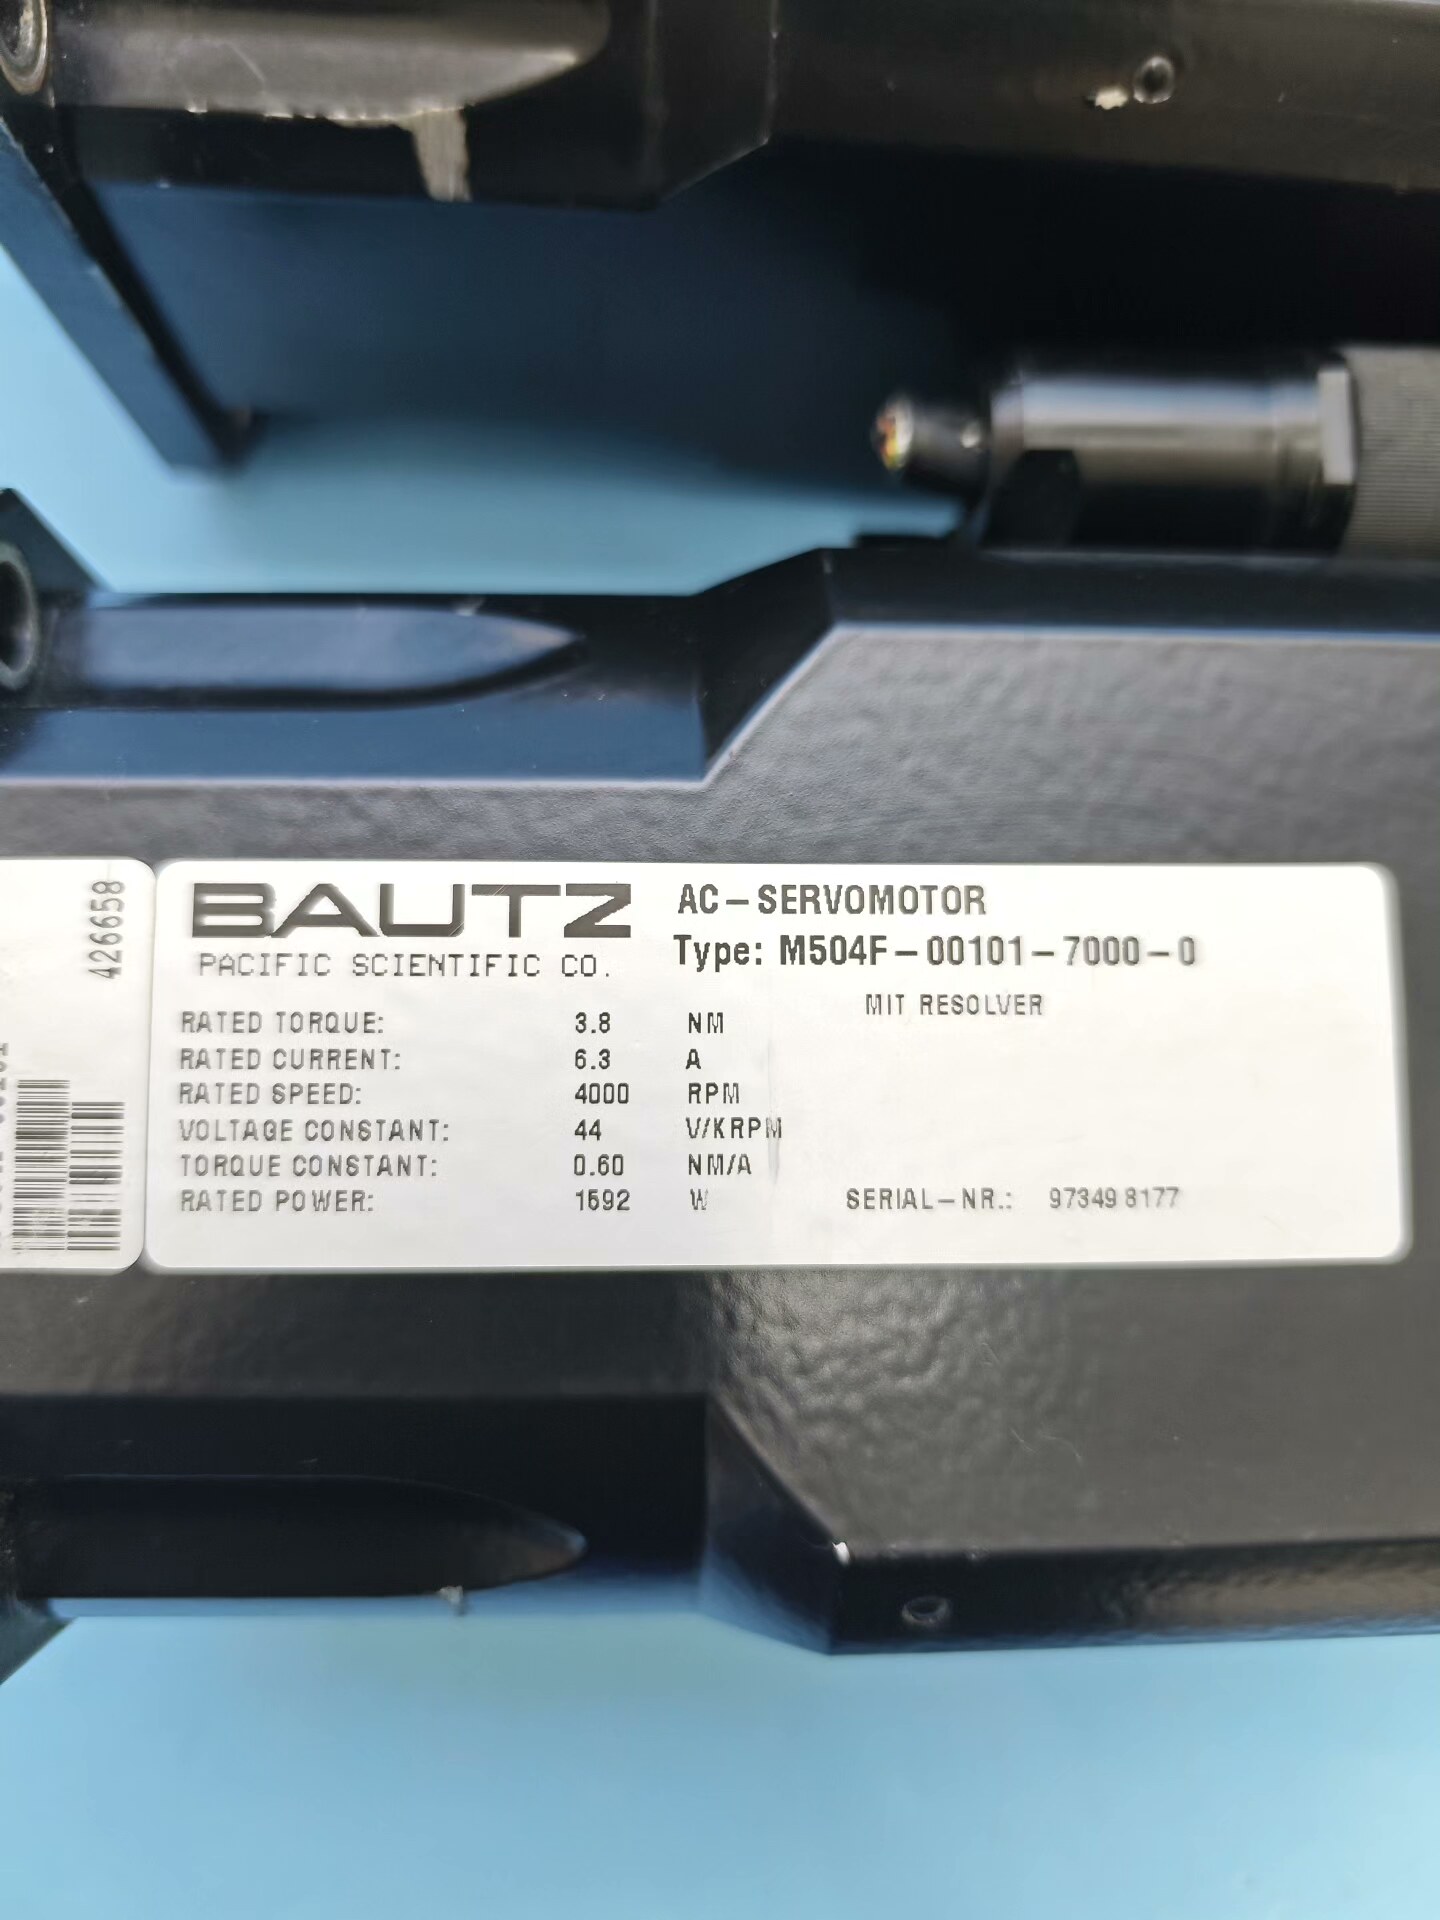 426658
BAUTZ
PACIFIC SCIENTIFIC CO.
AC-SERVOMOTOR
Type: M504F-00101-7000-0
MIT RESOLVER
RATED TORQUE: 3.8 NM
RATED CURRENT: 6.3 A
RATED SPEED: 4000 RPM
VOLTAGE CONSTANT: 44 V/KRPM
TORQUE CONSTANT: 0.60 NM/A
RATED POWER: 1592 W
SERIAL-NR.: 97349 8177